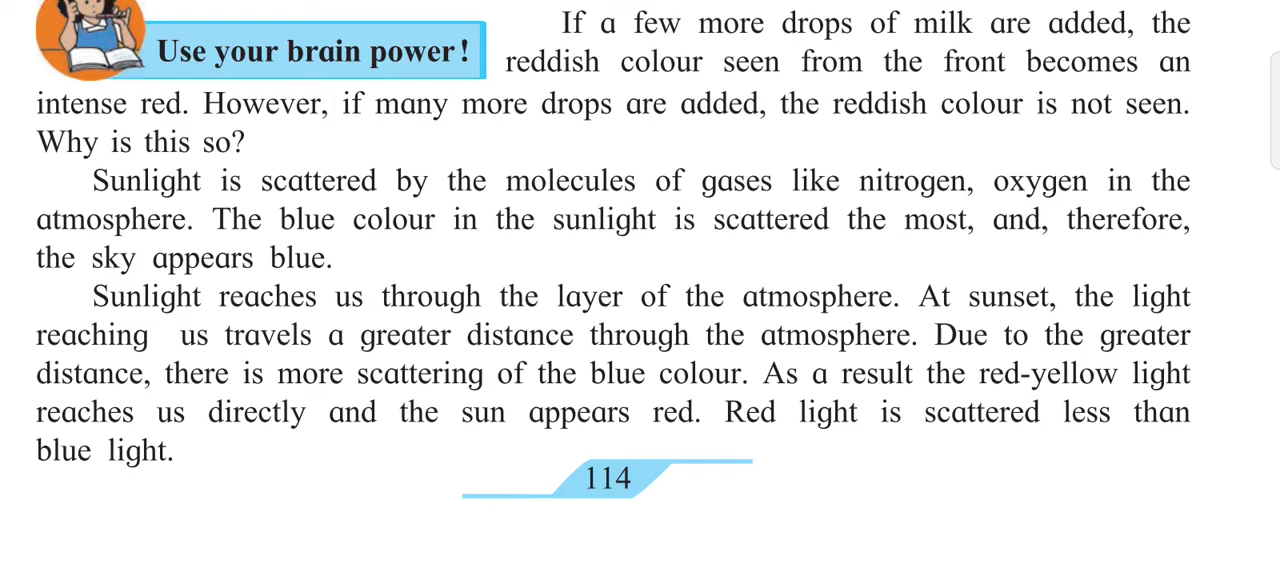 If a few more drops of milk are added, the
Use your brain power!
reddish colour seen from the front becomes an
intense red. However, if many more drops are added, the reddish colour is not seen.
Why is this so?
Sunlight is scattered by the molecules of gases like nitrogen, oxygen in the
atmosphere. The blue colour in the sunlight is scattered the most, and, therefore,
the sky appears blue.
Sunlight reaches us through the layer of the atmosphere. At sunset, the light
reaching us travels a greater distance through the atmosphere. Due to the greater
distance, there is more scattering of the blue colour. As a result the red-yellow light
reaches us directly and the sun appears red. Red light is scattered less than
blue light.
114